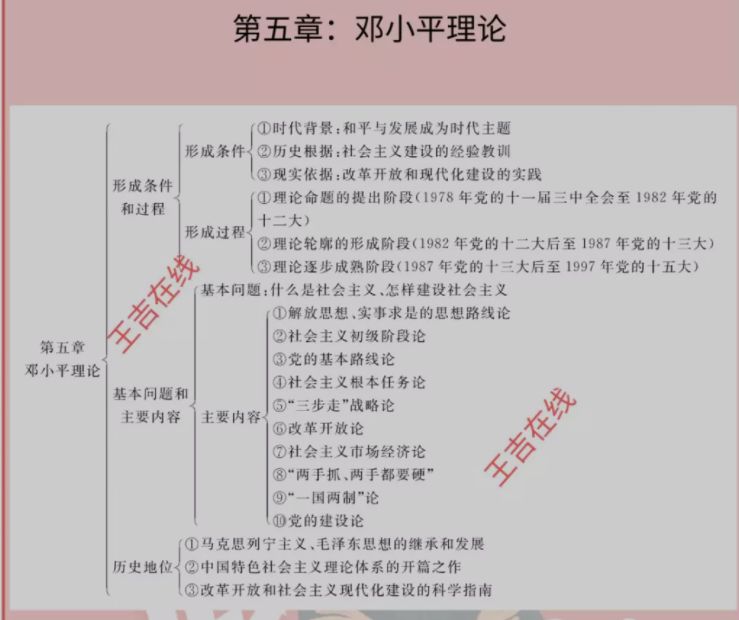 第五章：邓小平理论
①时代背景:和平与发展成为时代主题
形成条件
②历史根据:社会主义建设的经验教训
③现实依据:改革开放和现代化建设的实践
形成条件
和过程
①理论命题的提出阶段(1978 年党的十一届三中全会至 1982 年党的
十二大)
形成过程
②理论轮廓的形成阶段(1982 年党的十二大后至 1987 年党的十三大)
③理论逐步成熟阶段(1987 年党的十三大后至 1997 年党的十五大)
王吉在线
第五章
邓小平理论
基本问题:什么是社会主义、怎样建设社会主义
基本问题和
主要内容
主要内容
①解放思想、实事求是的思想路线论
②社会主义初级阶段论
③党的基本路线论
④社会主义根本任务论
⑤“三步走”战略论
⑥改革开放论
⑦社会主义市场经济论
⑧“两手抓,两手都要硬”
⑨“一国两制”论
⑩党的建设论
王吉在线
历史地位
①马克思列宁主义、毛泽东思想的继承和发展
②中国特色社会主义理论体系的开篇之作
③改革开放和社会主义现代化建设的科学指南